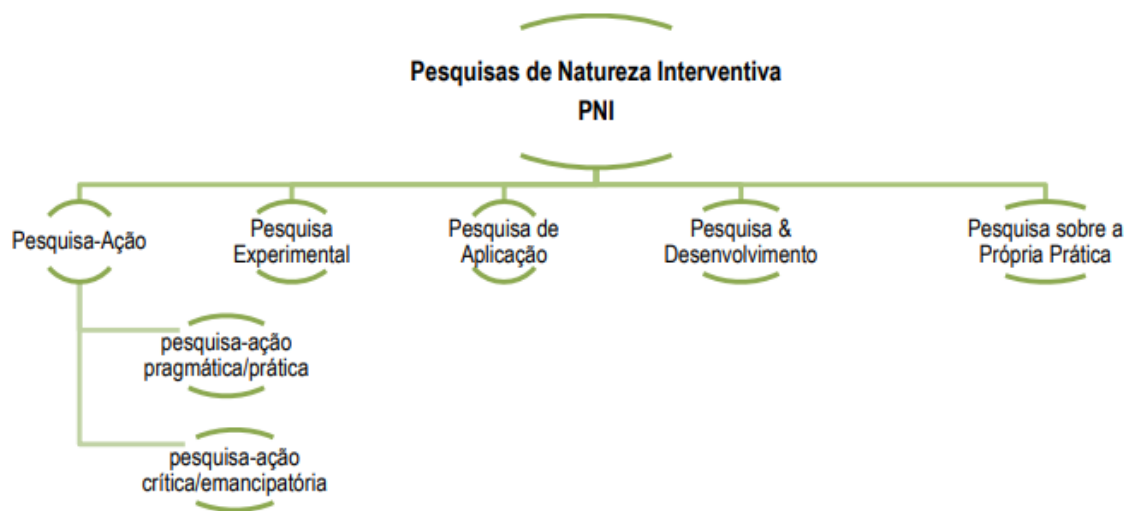 Pesquisas de Natureza Interventiva
PNI
Pesquisa-Ação
Pesquisa
Experimental
Pesquisa de
Aplicação
Pesquisa &
Desenvolvimento
Pesquisa sobre a
Própria Prática
pesquisa-ação
pragmática/prática
pesquisa-ação
crítica/emancipatória